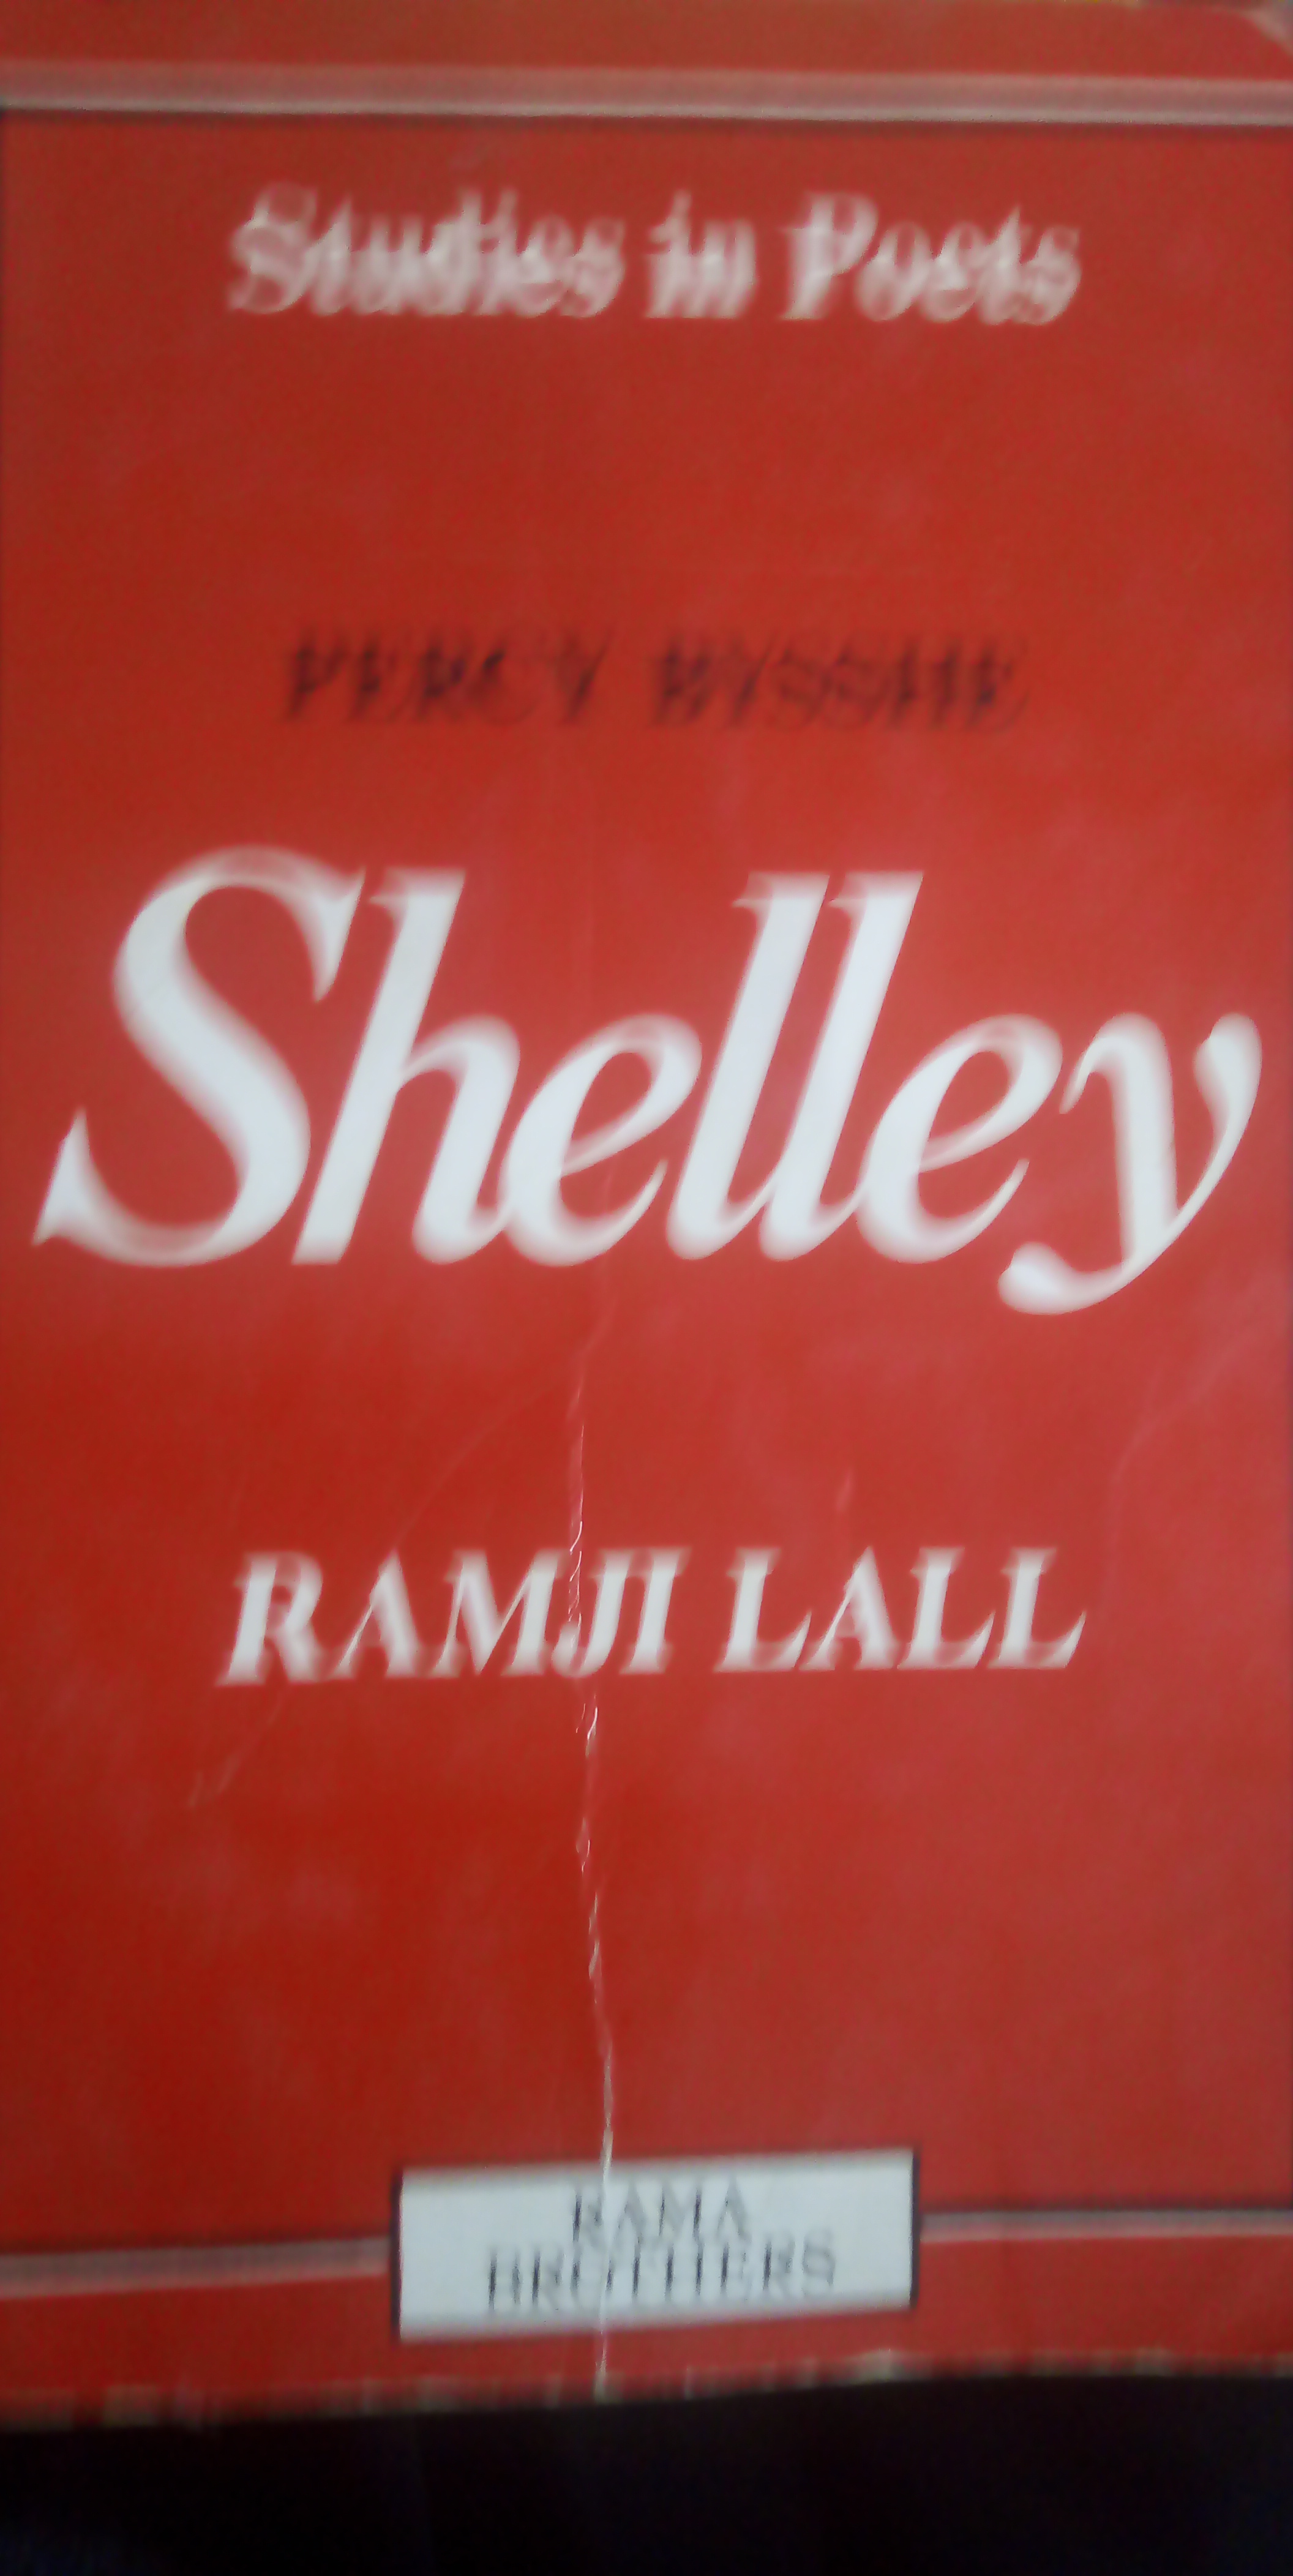 Studies in Poets
PERCY BYSSHE
Shelley
RAMJI LALL
RAMA
BROTHERS